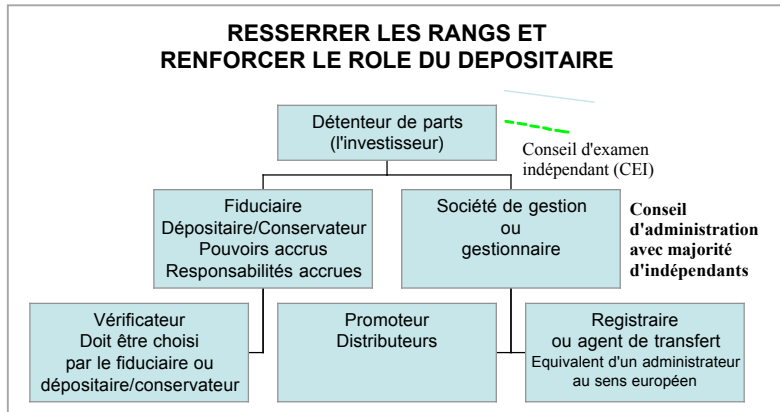 RESSERRER LES RANGS ET
RENFORCER LE ROLE DU DEPOSITAIRE
Détenteur de parts
(l'investisseur)
Conseil d'examen
indépendant (CEI)
Fiduciaire
Dépositaire/Conservateur
Pouvoirs accrus
Responsabilités accrues
Société de gestion
ou
gestionnaire
Conseil
d'administration
avec majorité
d'indépendants
Vérificateur
Doit être choisi
par le fiduciaire ou
dépositaire/conservateur
Promoteur
Distributeurs
Registraire
ou agent de transfert
Equivalent d'un administrateur
au sens européen